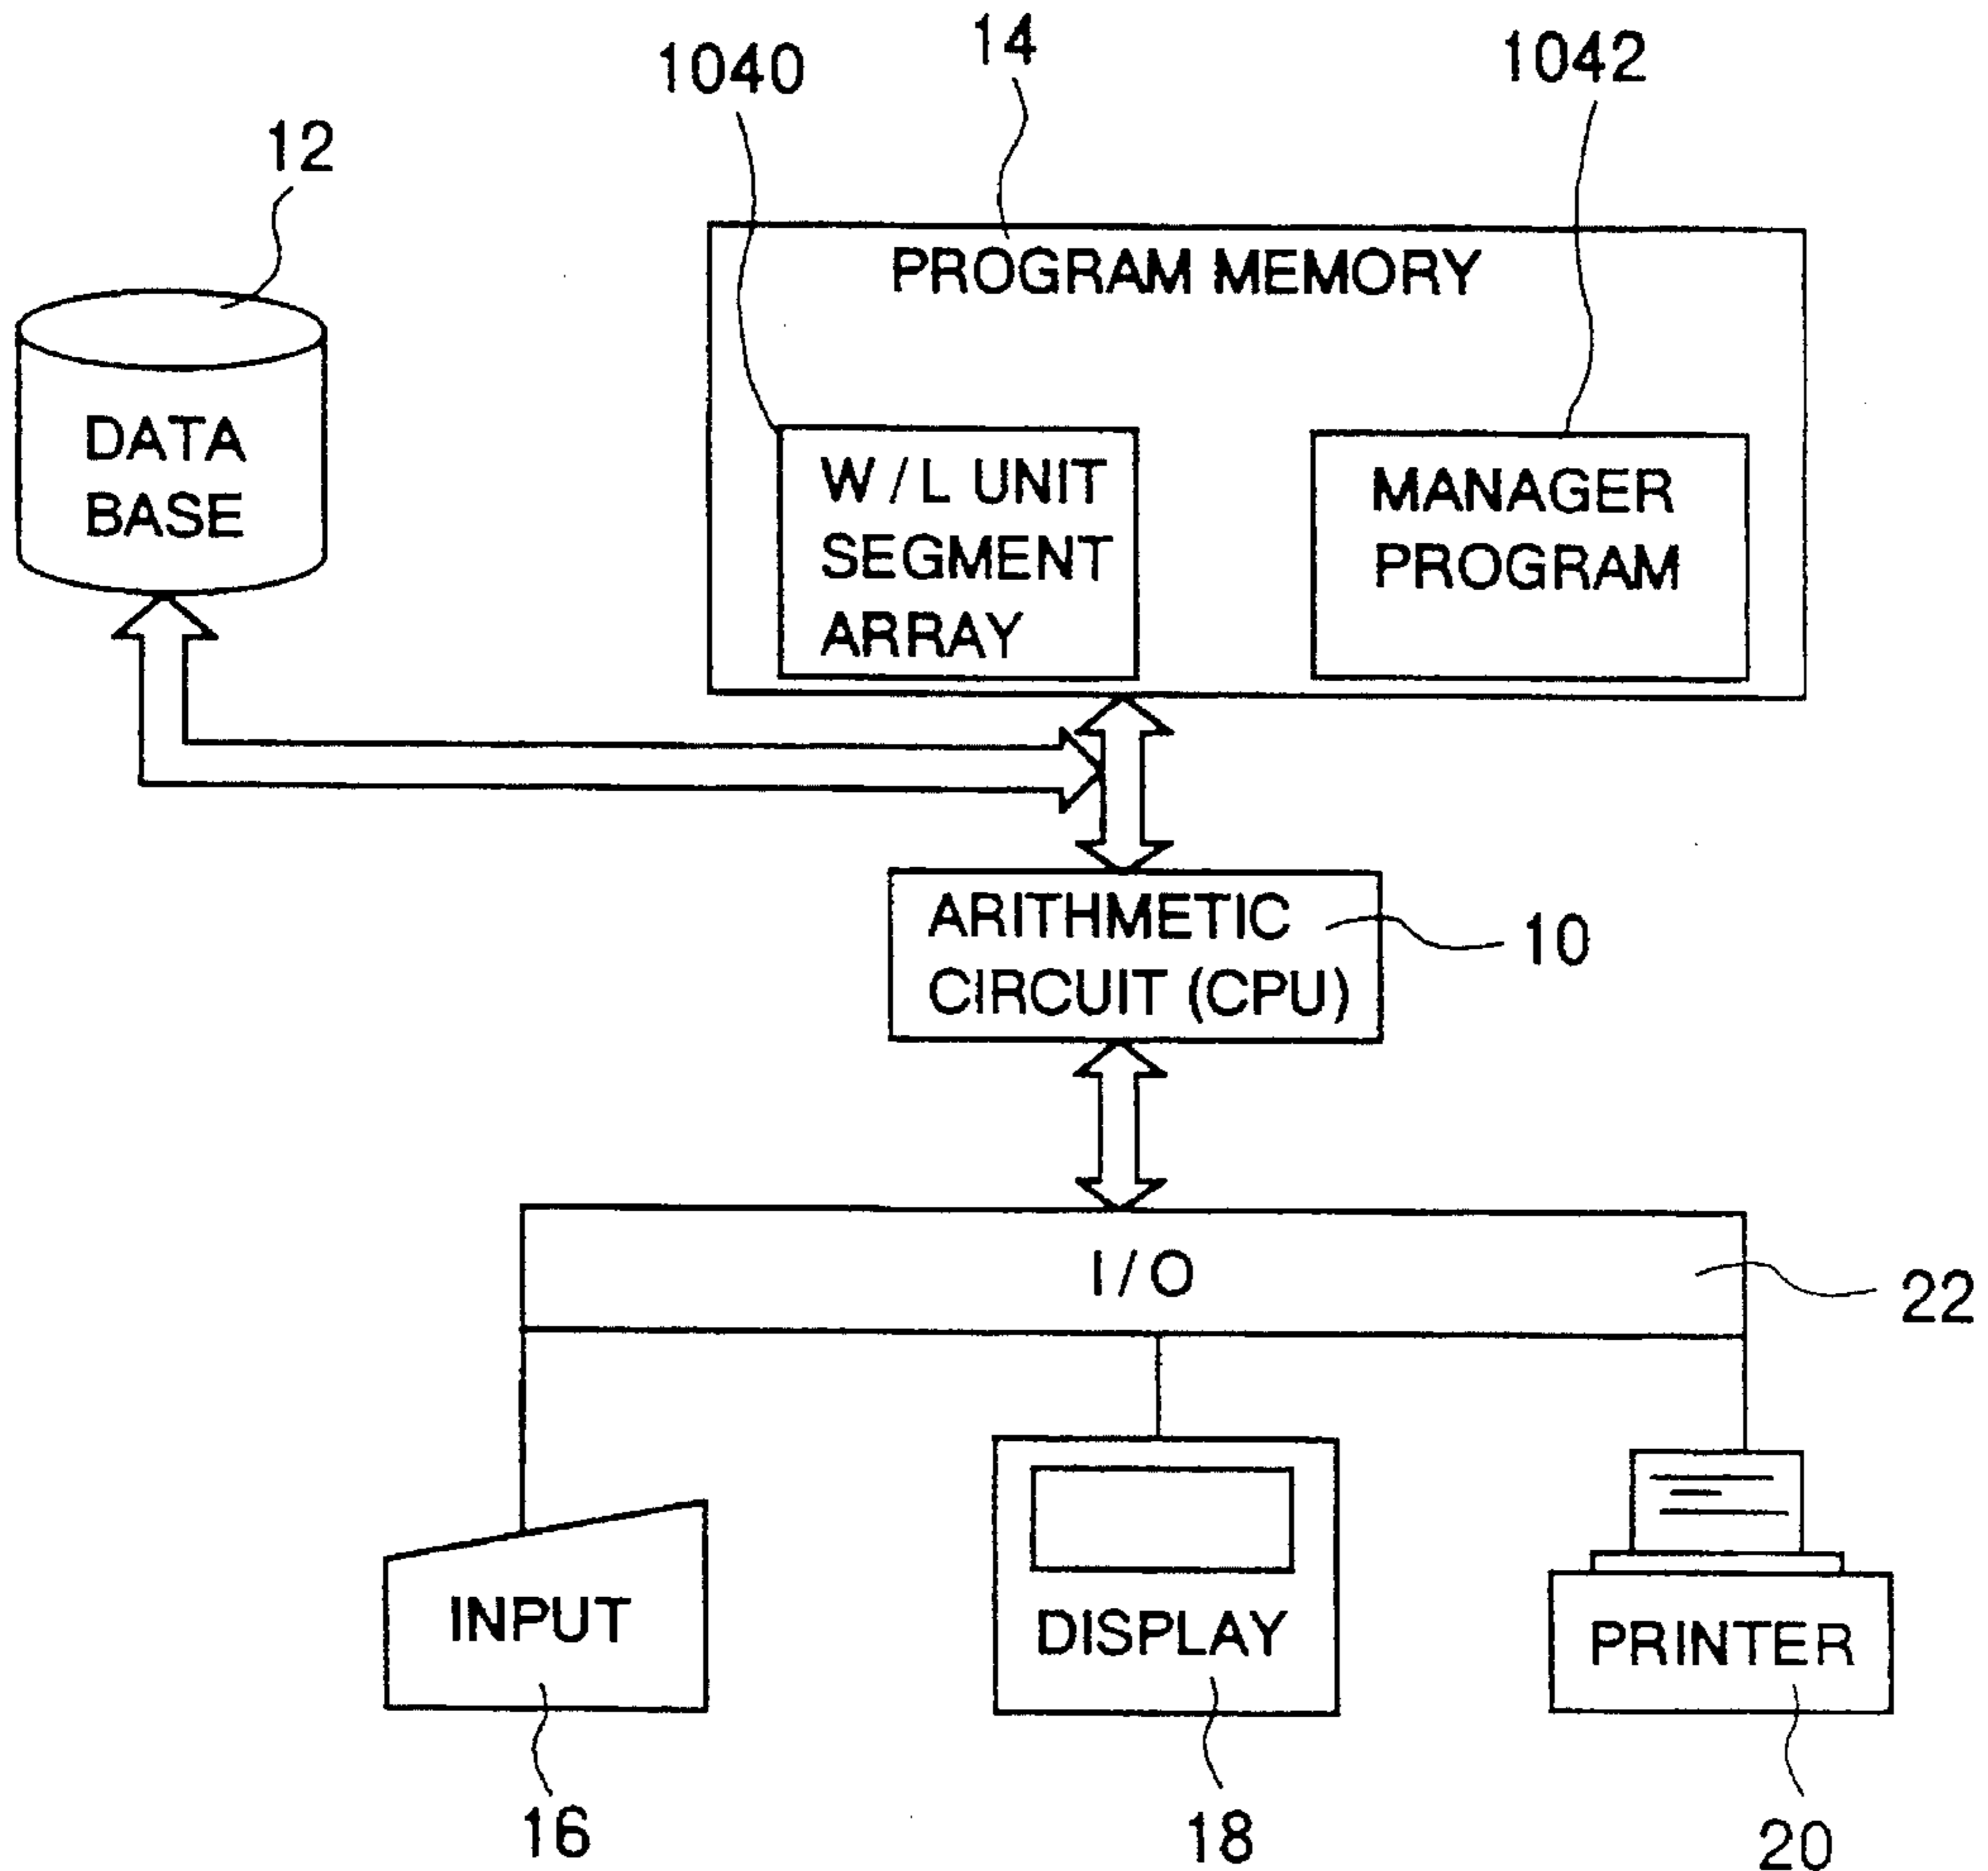 14
1040
1042
12
PROGRAM MEMORY
DATA
BASE
W/L UNIT
SEGMENT
ARRAY
MANAGER
PROGRAM
ARITHMETIC
CIRCUIT (CPU)
10
I/O
22
INPUT
DISPLAY
PRINTER
16
18
20